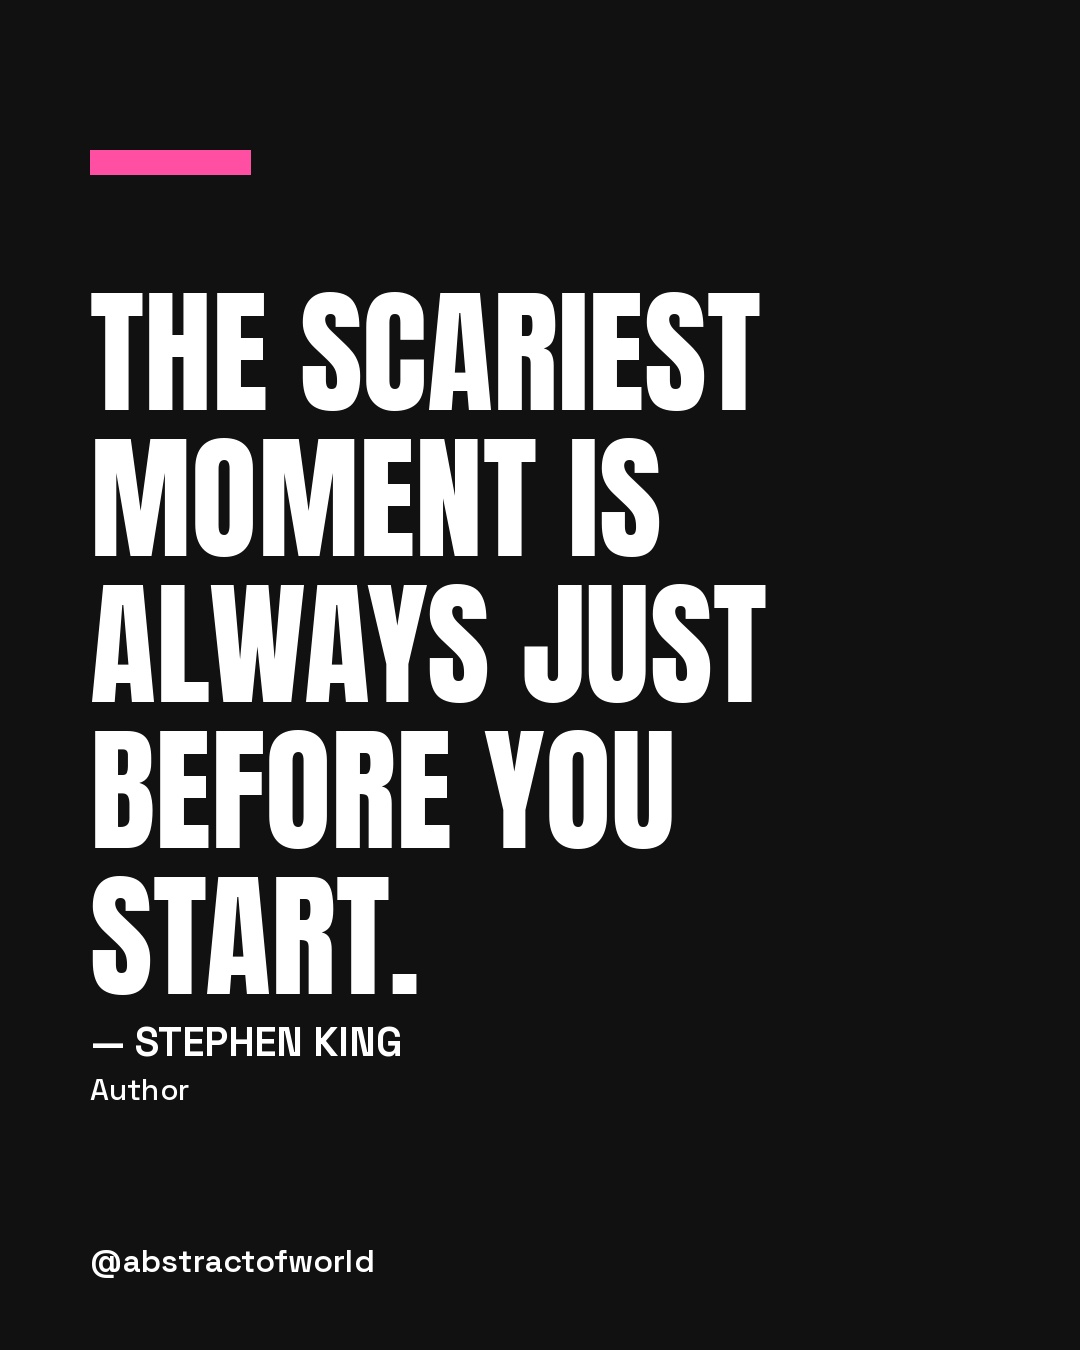 THE SCARIEST
MOMENT IS
ALWAYS JUST
BEFORE YOU
START.
— STEPHEN KING
Author
@abstractofworld